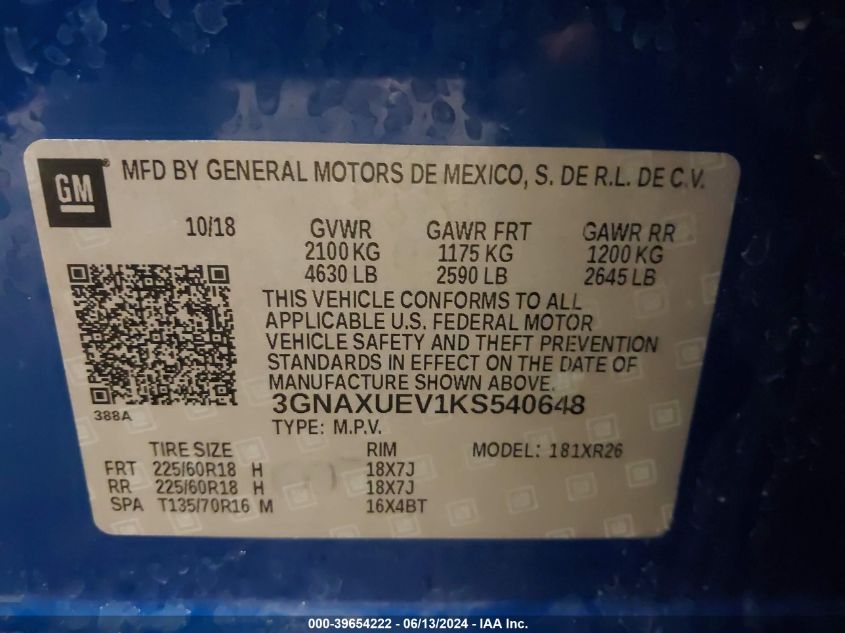 GM ® MFD BY GENERAL MOTORS DE MEXICO, S. DE R.L. DE C.V.
10/18 GVWR GAWR FRT GAWR RR
2100 KG 1175 KG 1200 KG
4630 LB 2590 LB 2645 LB
THIS VEHICLE CONFORMS TO ALL
APPLICABLE U.S. FEDERAL MOTOR
VEHICLE SAFETY AND THEFT PREVENTION
STANDARDS IN EFFECT ON THE DATE OF
MANUFACTURE SHOWN ABOVE.
388A
3GNAXUEV1KS540648
TYPE: M.P.V.
TIRE SIZE RIM MODEL: 181XR26
FRT 225/60R18 H 18X7J
RR 225/60R18 H 18X7J
SPA T135/70R16 M 16X4BT
000-39654222 - 06/13/2024 - IAA Inc.